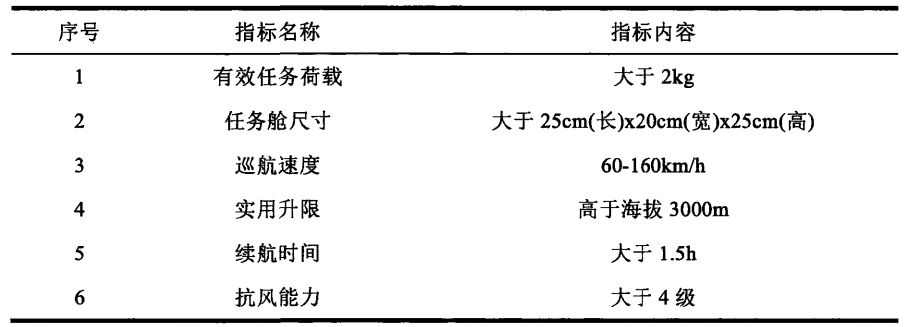 序号 指标名称 指标内容
1 有效任务荷载 大于 2kg
2 任务舱尺寸 大于 25cm(长)x20cm(宽)x25cm(高)
3 巡航速度 60-160km/h
4 实用升限 高于海拔 3000m
5 续航时间 大于 1.5h
6 抗风能力 大于 4 级